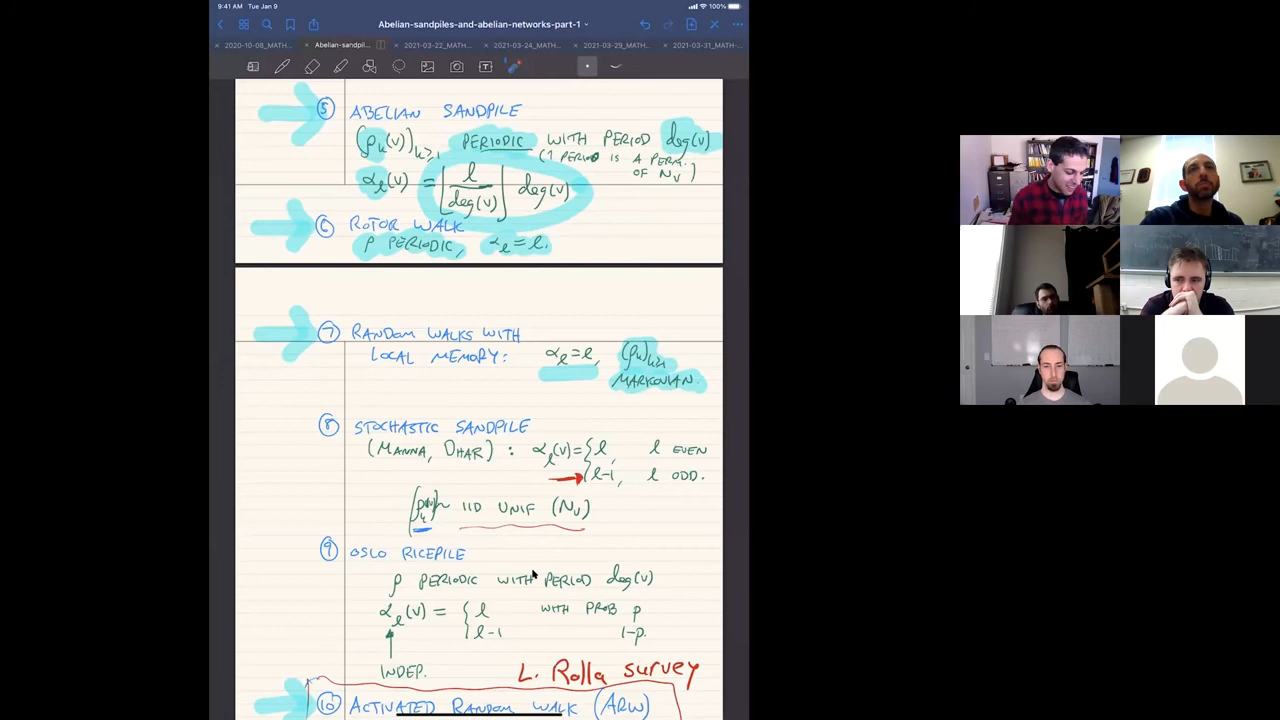 9:41 AM Tue Jan 9
100%
Abelian-sandpiles-and-abelian-networks-part-1
2020-10-08_MATH...
Abelian-sandpil...
2021-03-22_MATH...
2021-03-24_MATH...
2021-03-29_MATH...
2021-03-31_MATH-...
⑤ ABELIAN SANDPILE
(ρₖ(v))ₖ≥₁ PERIODIC WITH PERIOD deg(v)
(1 PERIOD IS A PERM.
OF Nᵥ)
αₗ(v) = ⌊l/deg(v)⌋ deg(v)
⑥ ROTOR WALK
ρ PERIODIC, αₗ = l.
⑦ RANDOM WALKS WITH
LOCAL MEMORY: αₗ = l, (ρₖ)ₖ≥₁
MARKOVIAN.
⑧ STOCHASTIC SANDPILE
(MANNA, DHAR) : αₗ(v) = { l, l EVEN
l-1, l ODD.
IID UNIF (Nᵥ)
⑨ OSLO RICEPILE
ρ PERIODIC WITH PERIOD deg(v)
αₗ(v) = { l WITH PROB p
l-1 1-p.
INDEP.
L. Rolla survey
⑩ ACTIVATED RANDOM WALK (ARW)